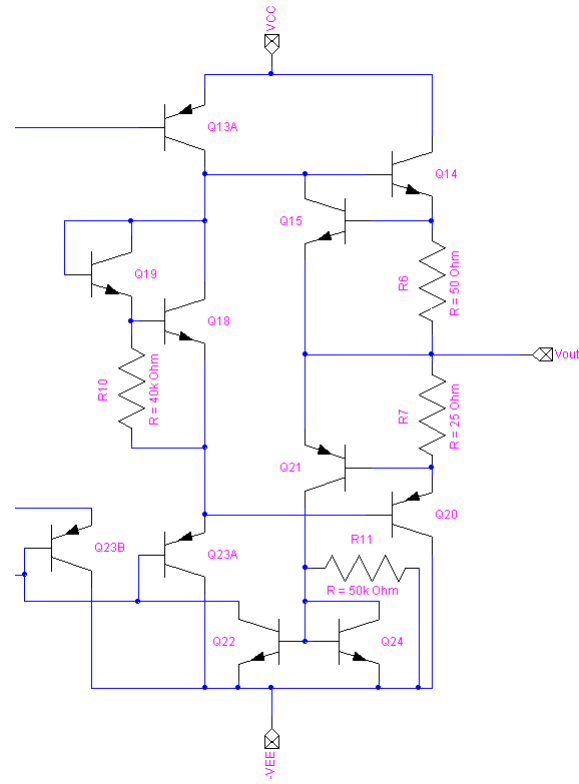 VCC
Q13A
Q14
Q15
Q19
R6
R = 50 Ohm
Q18
Vout
R10
R = 40k Ohm
R7
R = 25 Ohm
Q21
Q20
Q23B
Q23A
R11
R = 50k Ohm
Q22
Q24
-VEE